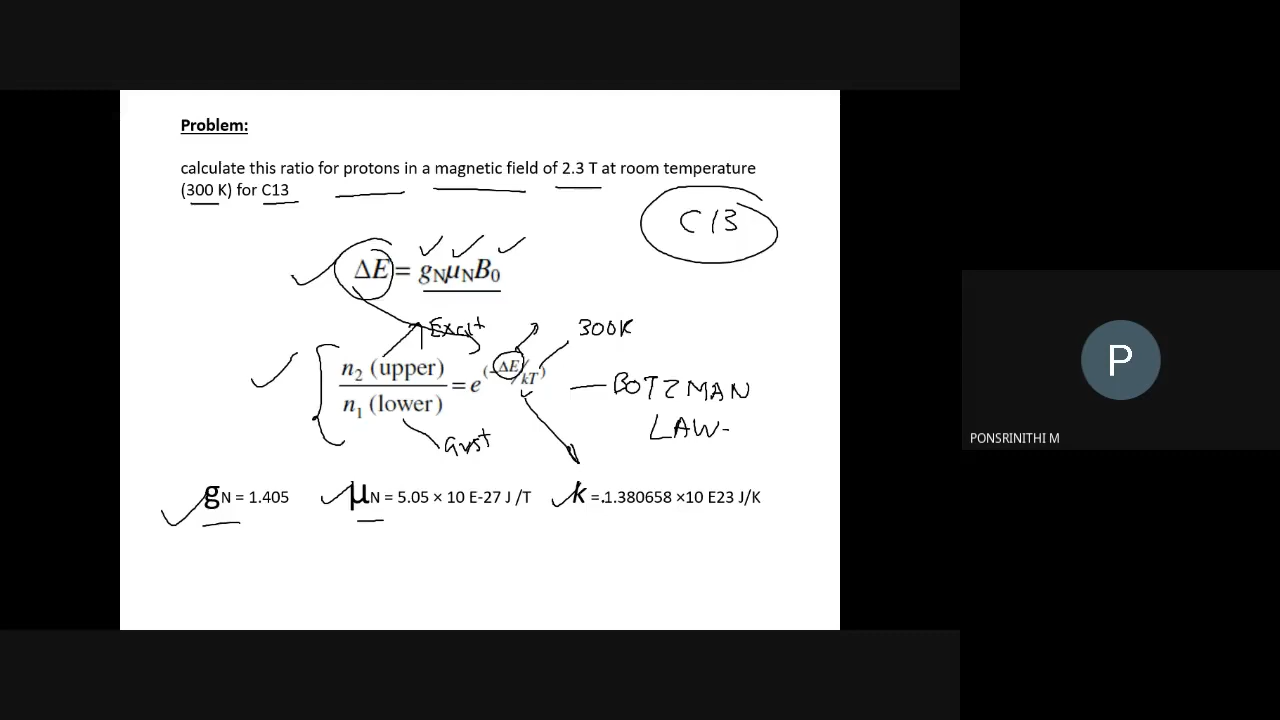 Problem:
calculate this ratio for protons in a magnetic field of 2.3 T at room temperature
(300 K) for C13
C 13
ΔE = gNμNB0
Excit
300K
n2 (upper)
n1 (lower)
= e(-ΔE/kT)
BOTZMAN
LAW-
gN = 1.405
μN = 5.05 × 10 E-27 J /T
k =.1.380658 ×10 E23 J/K
P
PONSRINITHI M